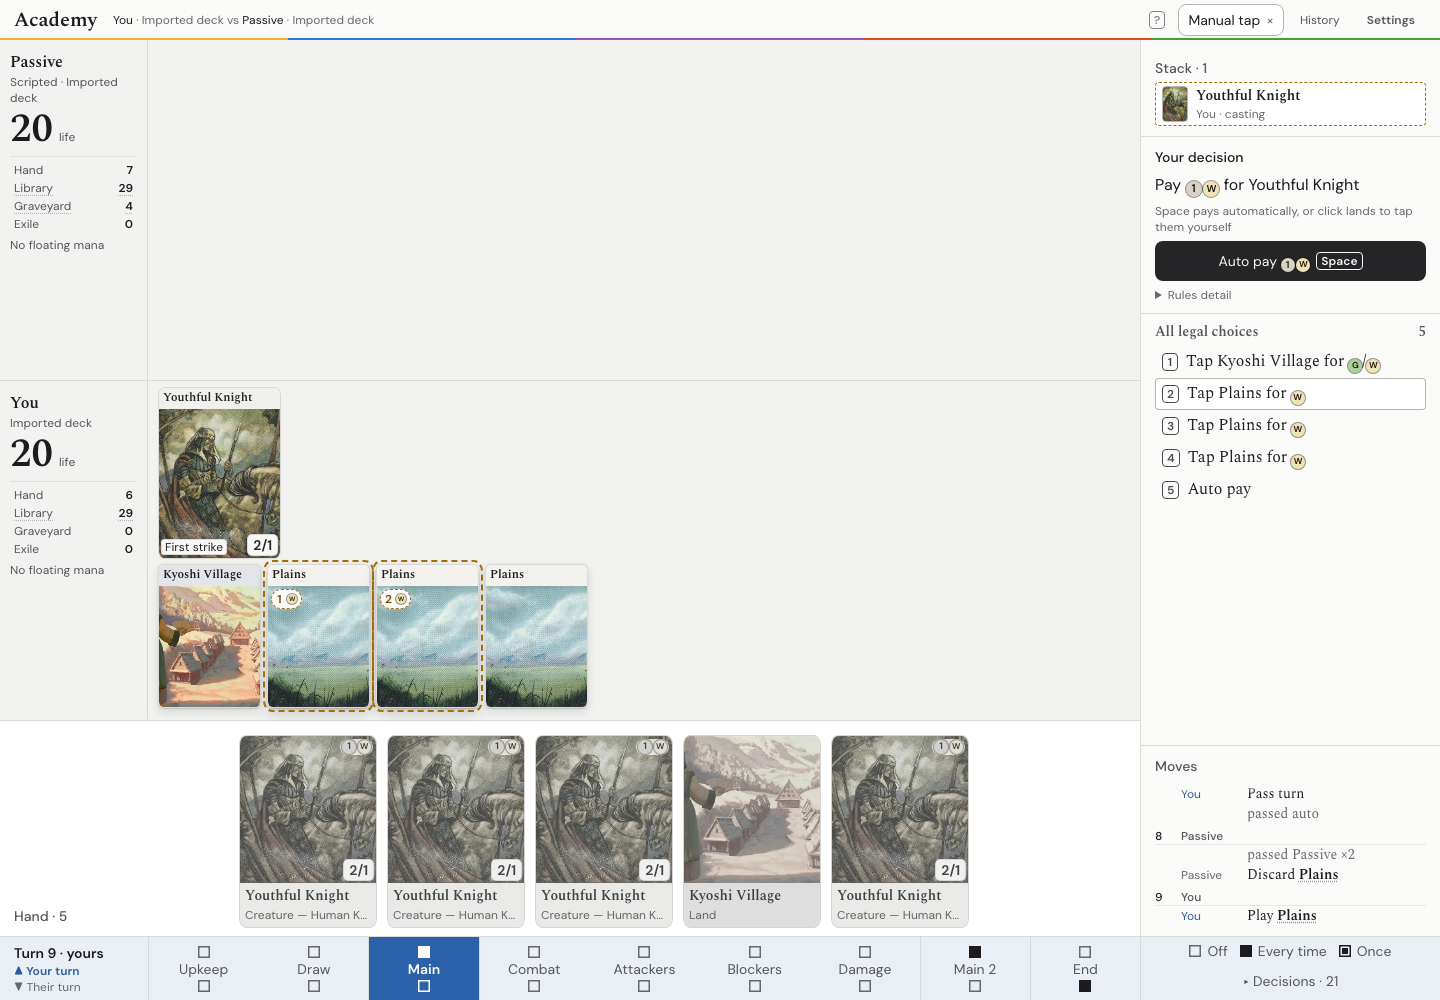 Academy You · Imported deck vs Passive · Imported deck ? Manual tap × History Settings
Passive
Scripted · Imported
deck
20 life
Hand 7
Library 29
Graveyard 4
Exile 0
No floating mana
You
Imported deck
20 life
Hand 6
Library 29
Graveyard 0
Exile 0
No floating mana
Youthful Knight
First strike 2/1
Kyoshi Village
Plains
1 W
Plains
2 W
Plains
Stack · 1
Youthful Knight
You · casting
Your decision
Pay 1 W for Youthful Knight
Space pays automatically, or click lands to tap
them yourself
Auto pay 1 W Space
▶ Rules detail
All legal choices 5
1 Tap Kyoshi Village for G/W
2 Tap Plains for W
3 Tap Plains for W
4 Tap Plains for W
5 Auto pay
Moves
You Pass turn
passed auto
8 Passive
passed Passive ×2
Passive Discard Plains
9 You
You Play Plains
Hand · 5
1 W
2/1
Youthful Knight
Creature — Human K...
1 W
2/1
Youthful Knight
Creature — Human K...
1 W
2/1
Youthful Knight
Creature — Human K...
Kyoshi Village
Land
1 W
2/1
Youthful Knight
Creature — Human K...
Turn 9 · yours
▲ Your turn
▼ Their turn
Upkeep Draw Main Combat Attackers Blockers Damage Main 2 End
Off Every time Once
▸ Decisions · 21